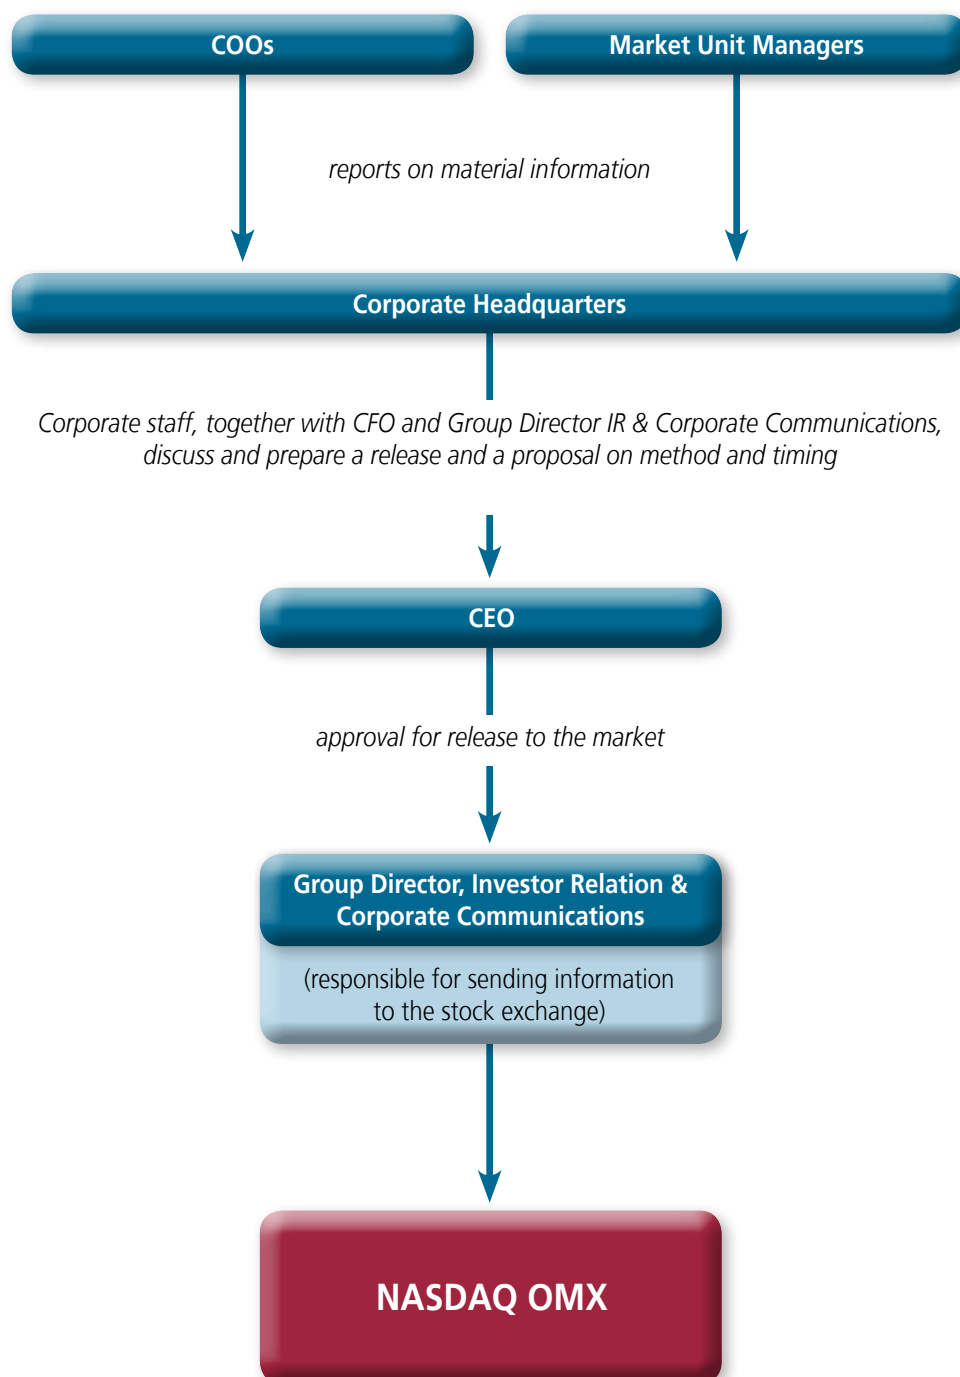 COOs
Market Unit Managers
reports on material information
Corporate Headquarters
Corporate staff, together with CFO and Group Director IR & Corporate Communications,
discuss and prepare a release and a proposal on method and timing
CEO
approval for release to the market
Group Director, Investor Relation &
Corporate Communications
(responsible for sending information
to the stock exchange)
NASDAQ OMX